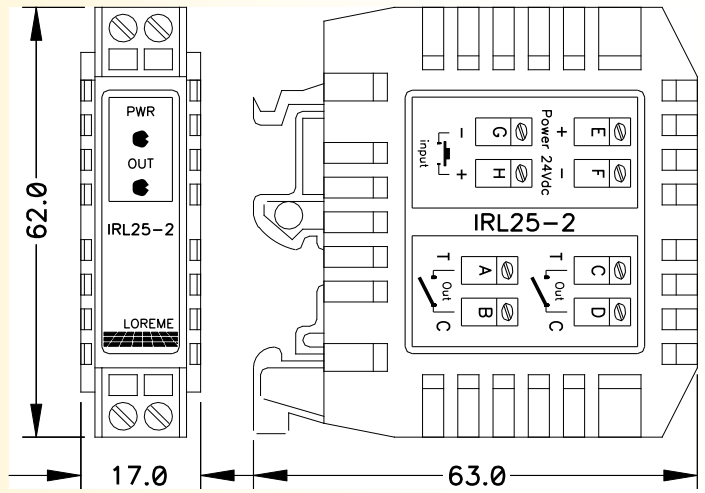 PWR
OUT
IRL25-2
LOREME
62.0
17.0
63.0
Power 24Vdc
+
-
E
F
input
-
+
G
H
IRL25-2
T
Out
C
A
B
T
Out
C
C
D